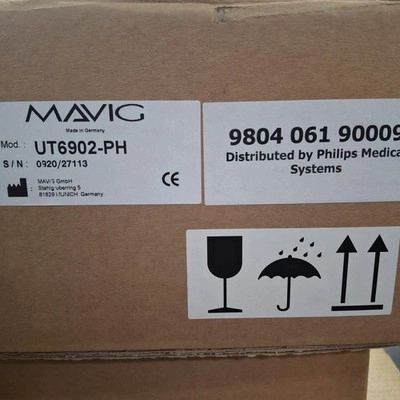 MAVIG
Made in Germany
Mod.: UT6902-PH
S / N : 0920/27113
MAVIG GmbH
Stahlgruberring 5
81829 MUNICH Germany
CE
9804 061 90009
Distributed by Philips Medical
Systems